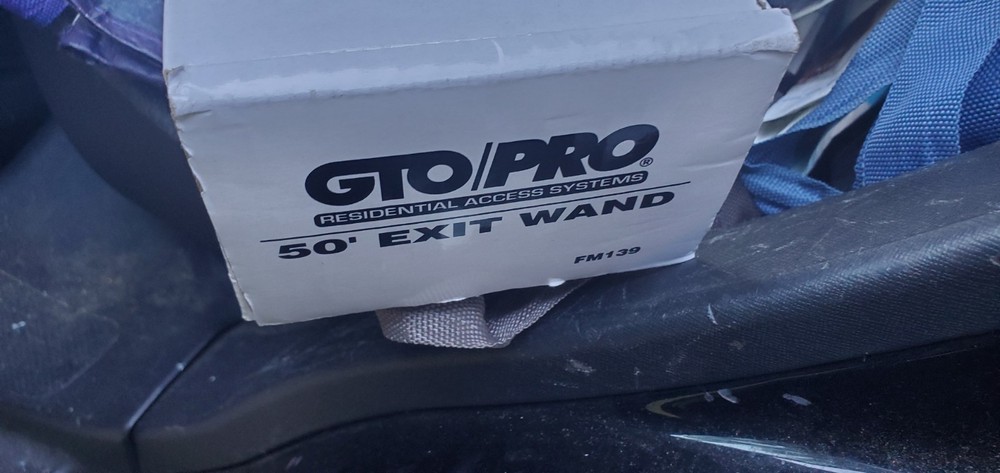 GTO/PRO®
RESIDENTIAL ACCESS SYSTEMS
50' EXIT WAND
FM139